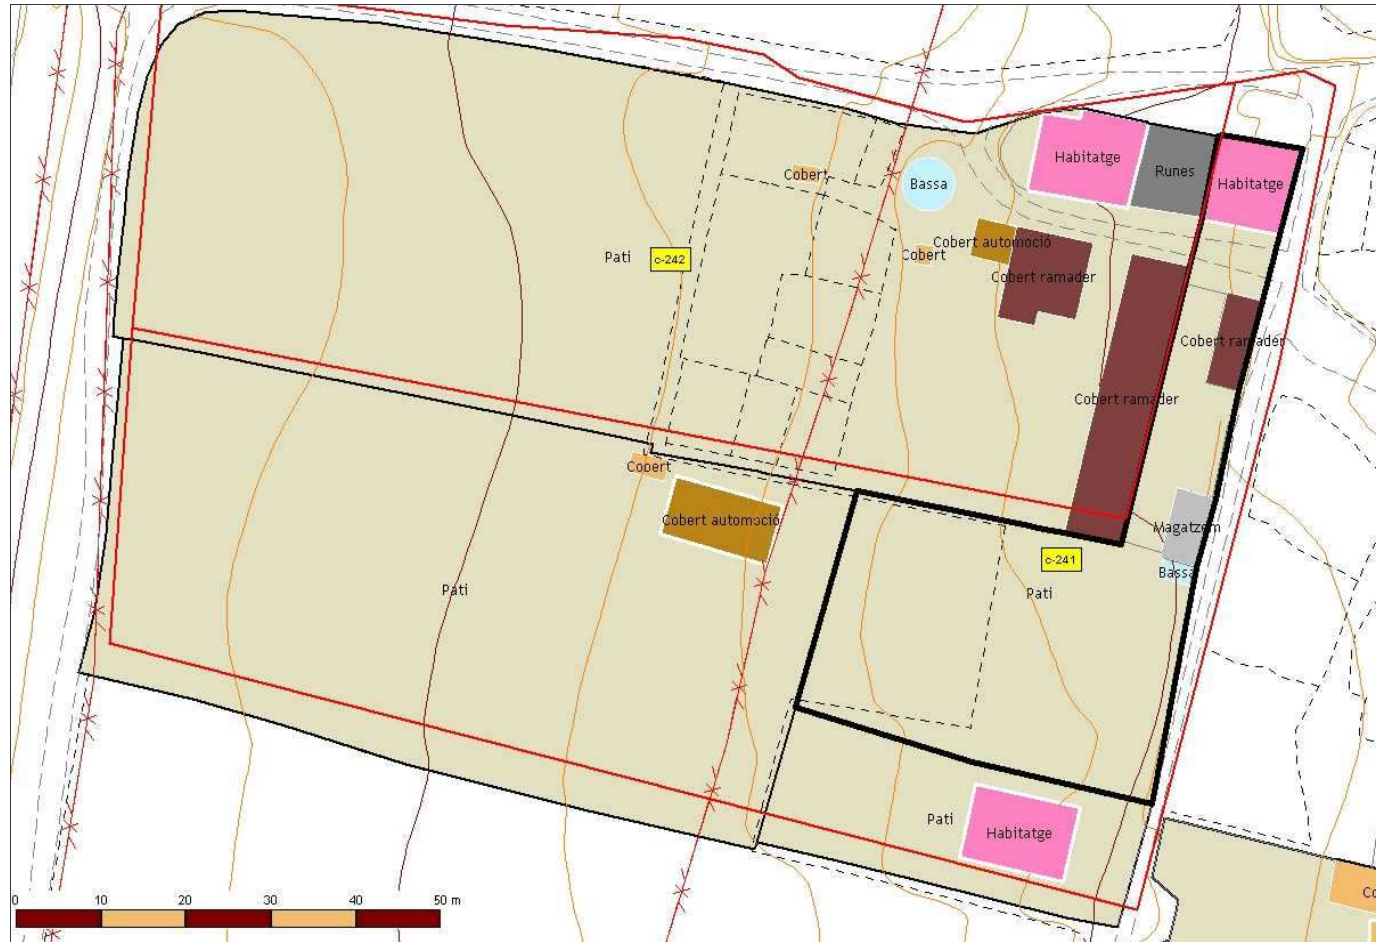 Habitatge
Runes
Habitatge
Cobert
Bassa
Cobert automoció
Cobert
Pati
c-242
Cobert ramader
Cobert ramader
Cobert ramader
Cobert
Cobert automoció
Magatzem
c-241
Bassa
Pati
Pati
Pati
Habitatge
Co
0 10 20 30 40 50 m